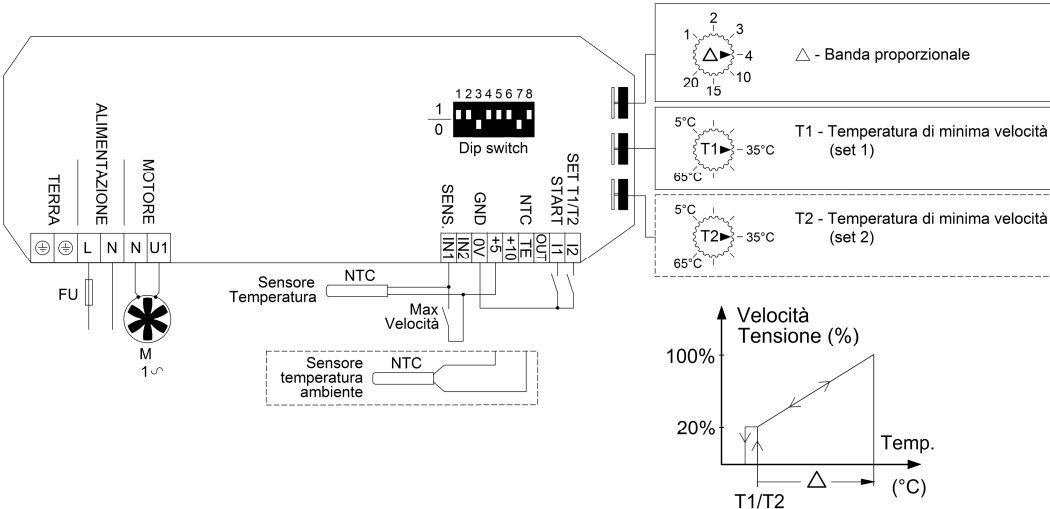 TERRA
ALIMENTAZIONE
MOTORE
L
N
N
U1
FU
M
1
1 2 3 4 5 6 7 8
1
0
Dip switch
SENS.
GND
NTC
START
SET T1/T2
IN1
IN2
0V
+5
+10
TE
OUT
I1
I2
Sensore
Temperatura
NTC
Max
Velocità
Sensore
temperatura
ambiente
NTC
1
2
3
4
10
15
20
△
△ - Banda proporzionale
5°C
T1
35°C
65°C
T1 - Temperatura di minima velocità
(set 1)
5°C
T2
35°C
65°C
T2 - Temperatura di minima velocità
(set 2)
Velocità
Tensione (%)
100%
20%
Temp.
(°C)
△
T1/T2